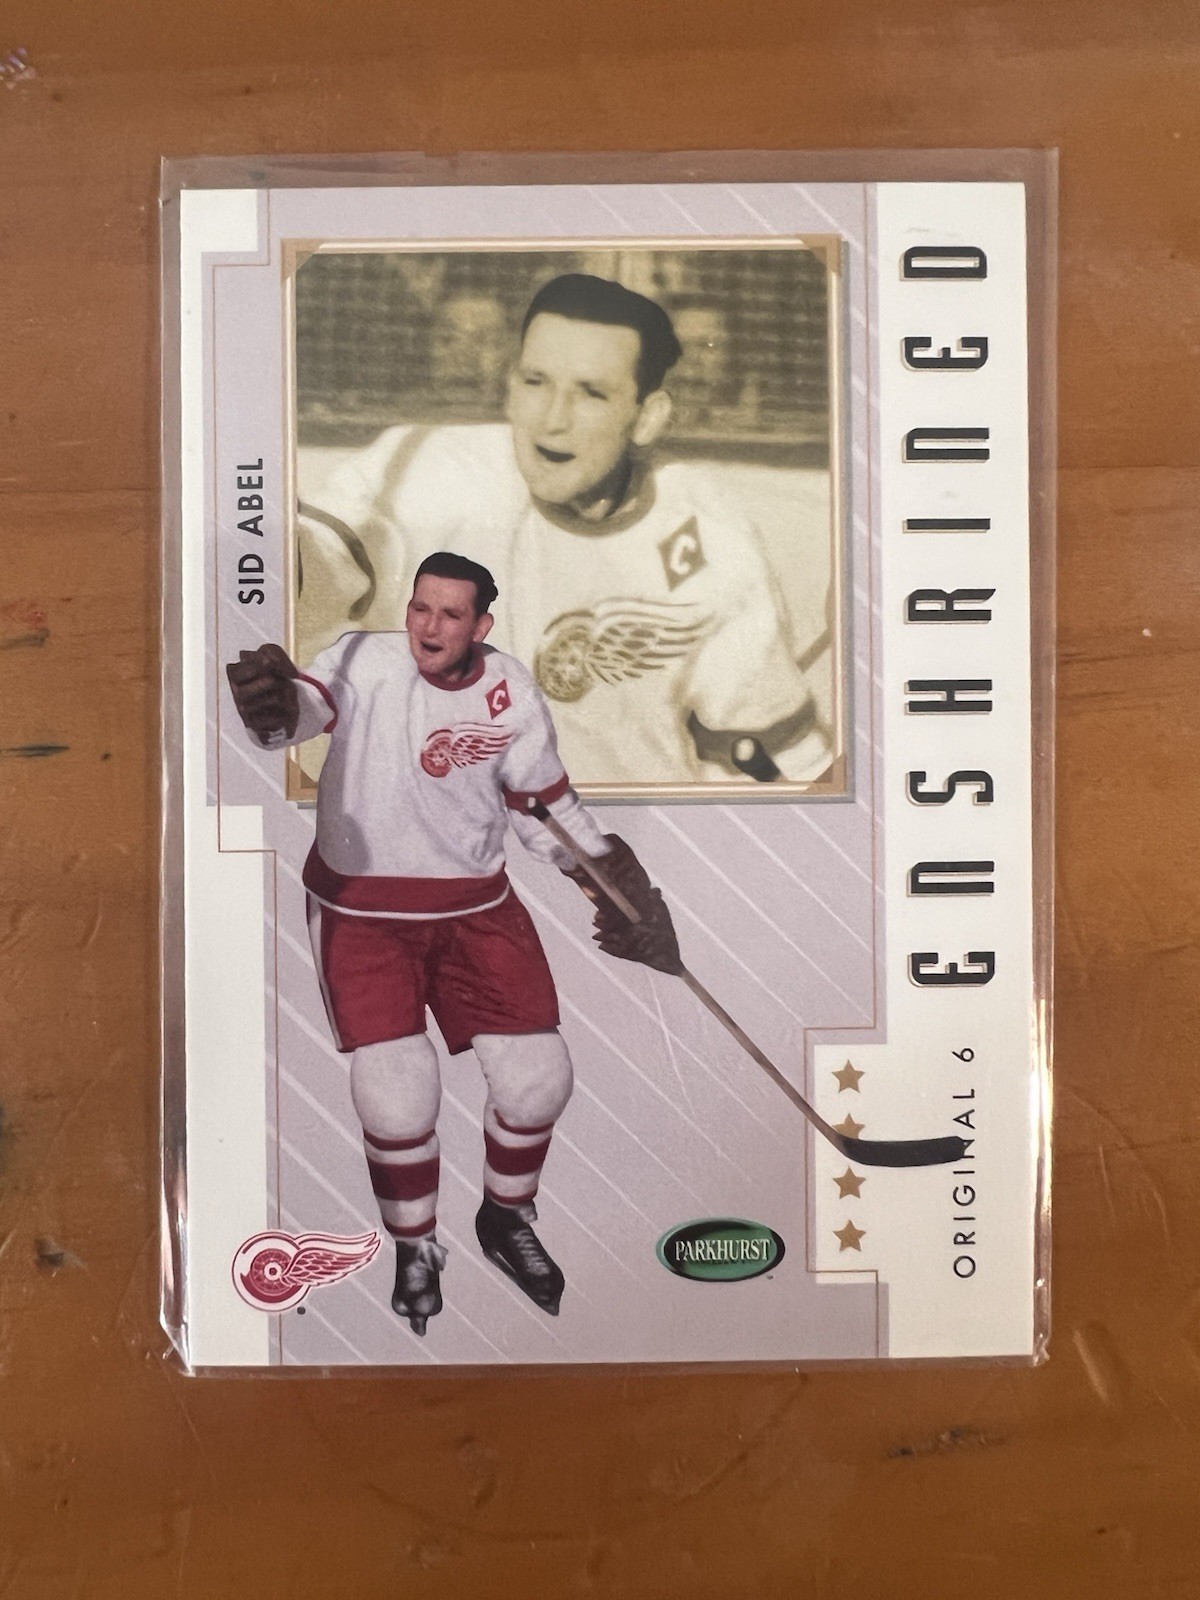 SID ABEL
C
C
ENSHRINED
ORIGINAL 6
PARKHURST